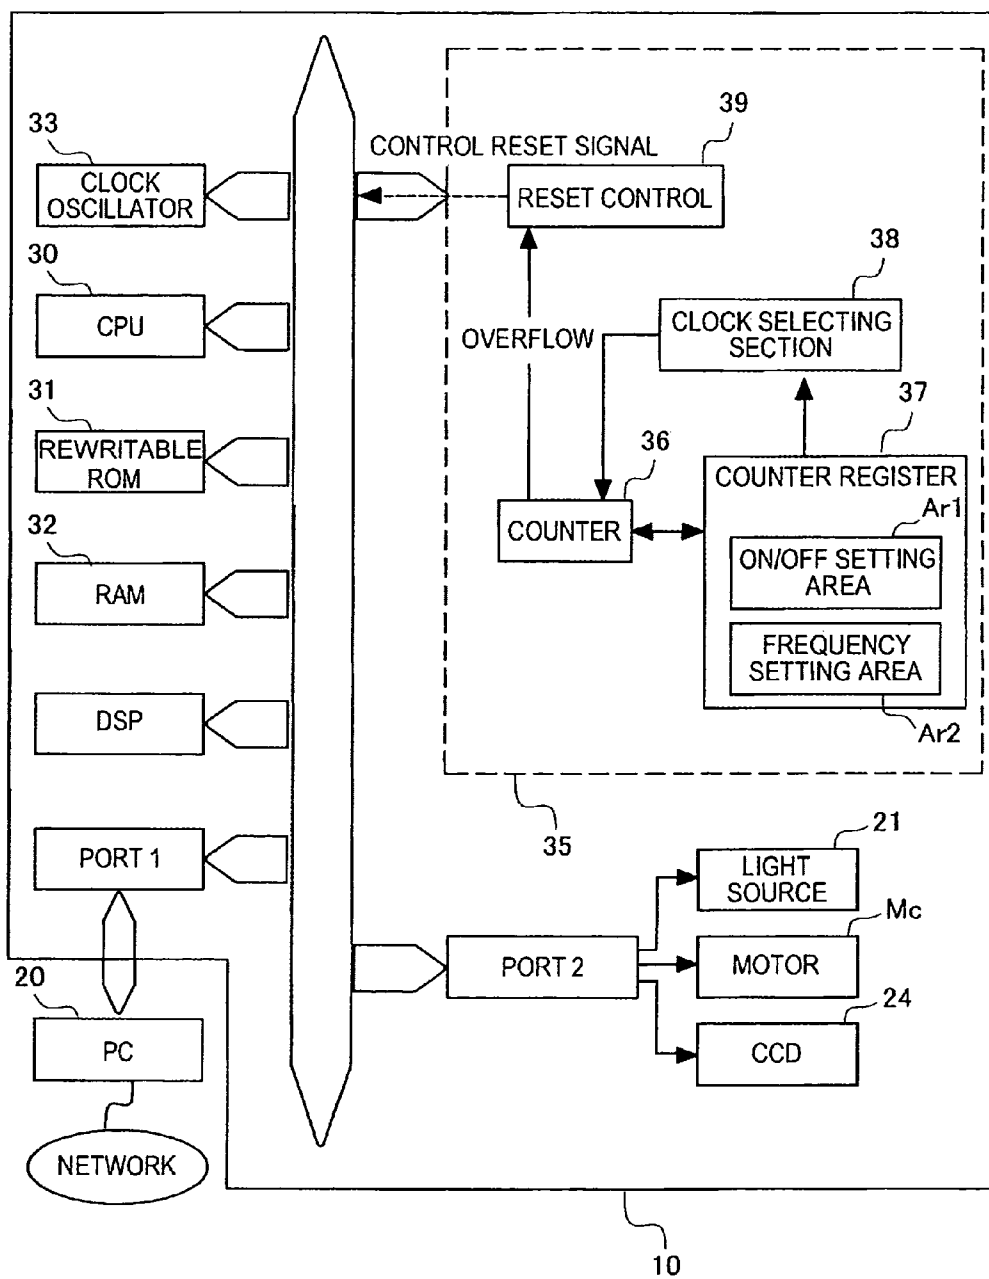 39
33
CONTROL RESET SIGNAL
CLOCK
OSCILLATOR
RESET CONTROL
30
38
CPU
CLOCK SELECTING
SECTION
OVERFLOW
31
37
REWRITABLE
ROM
36
COUNTER REGISTER
Ar1
32
COUNTER
ON/OFF SETTING
AREA
RAM
FREQUENCY
SETTING AREA
DSP
Ar2
35
21
PORT 1
LIGHT
SOURCE
Mc
PORT 2
MOTOR
20
24
PC
CCD
NETWORK
10